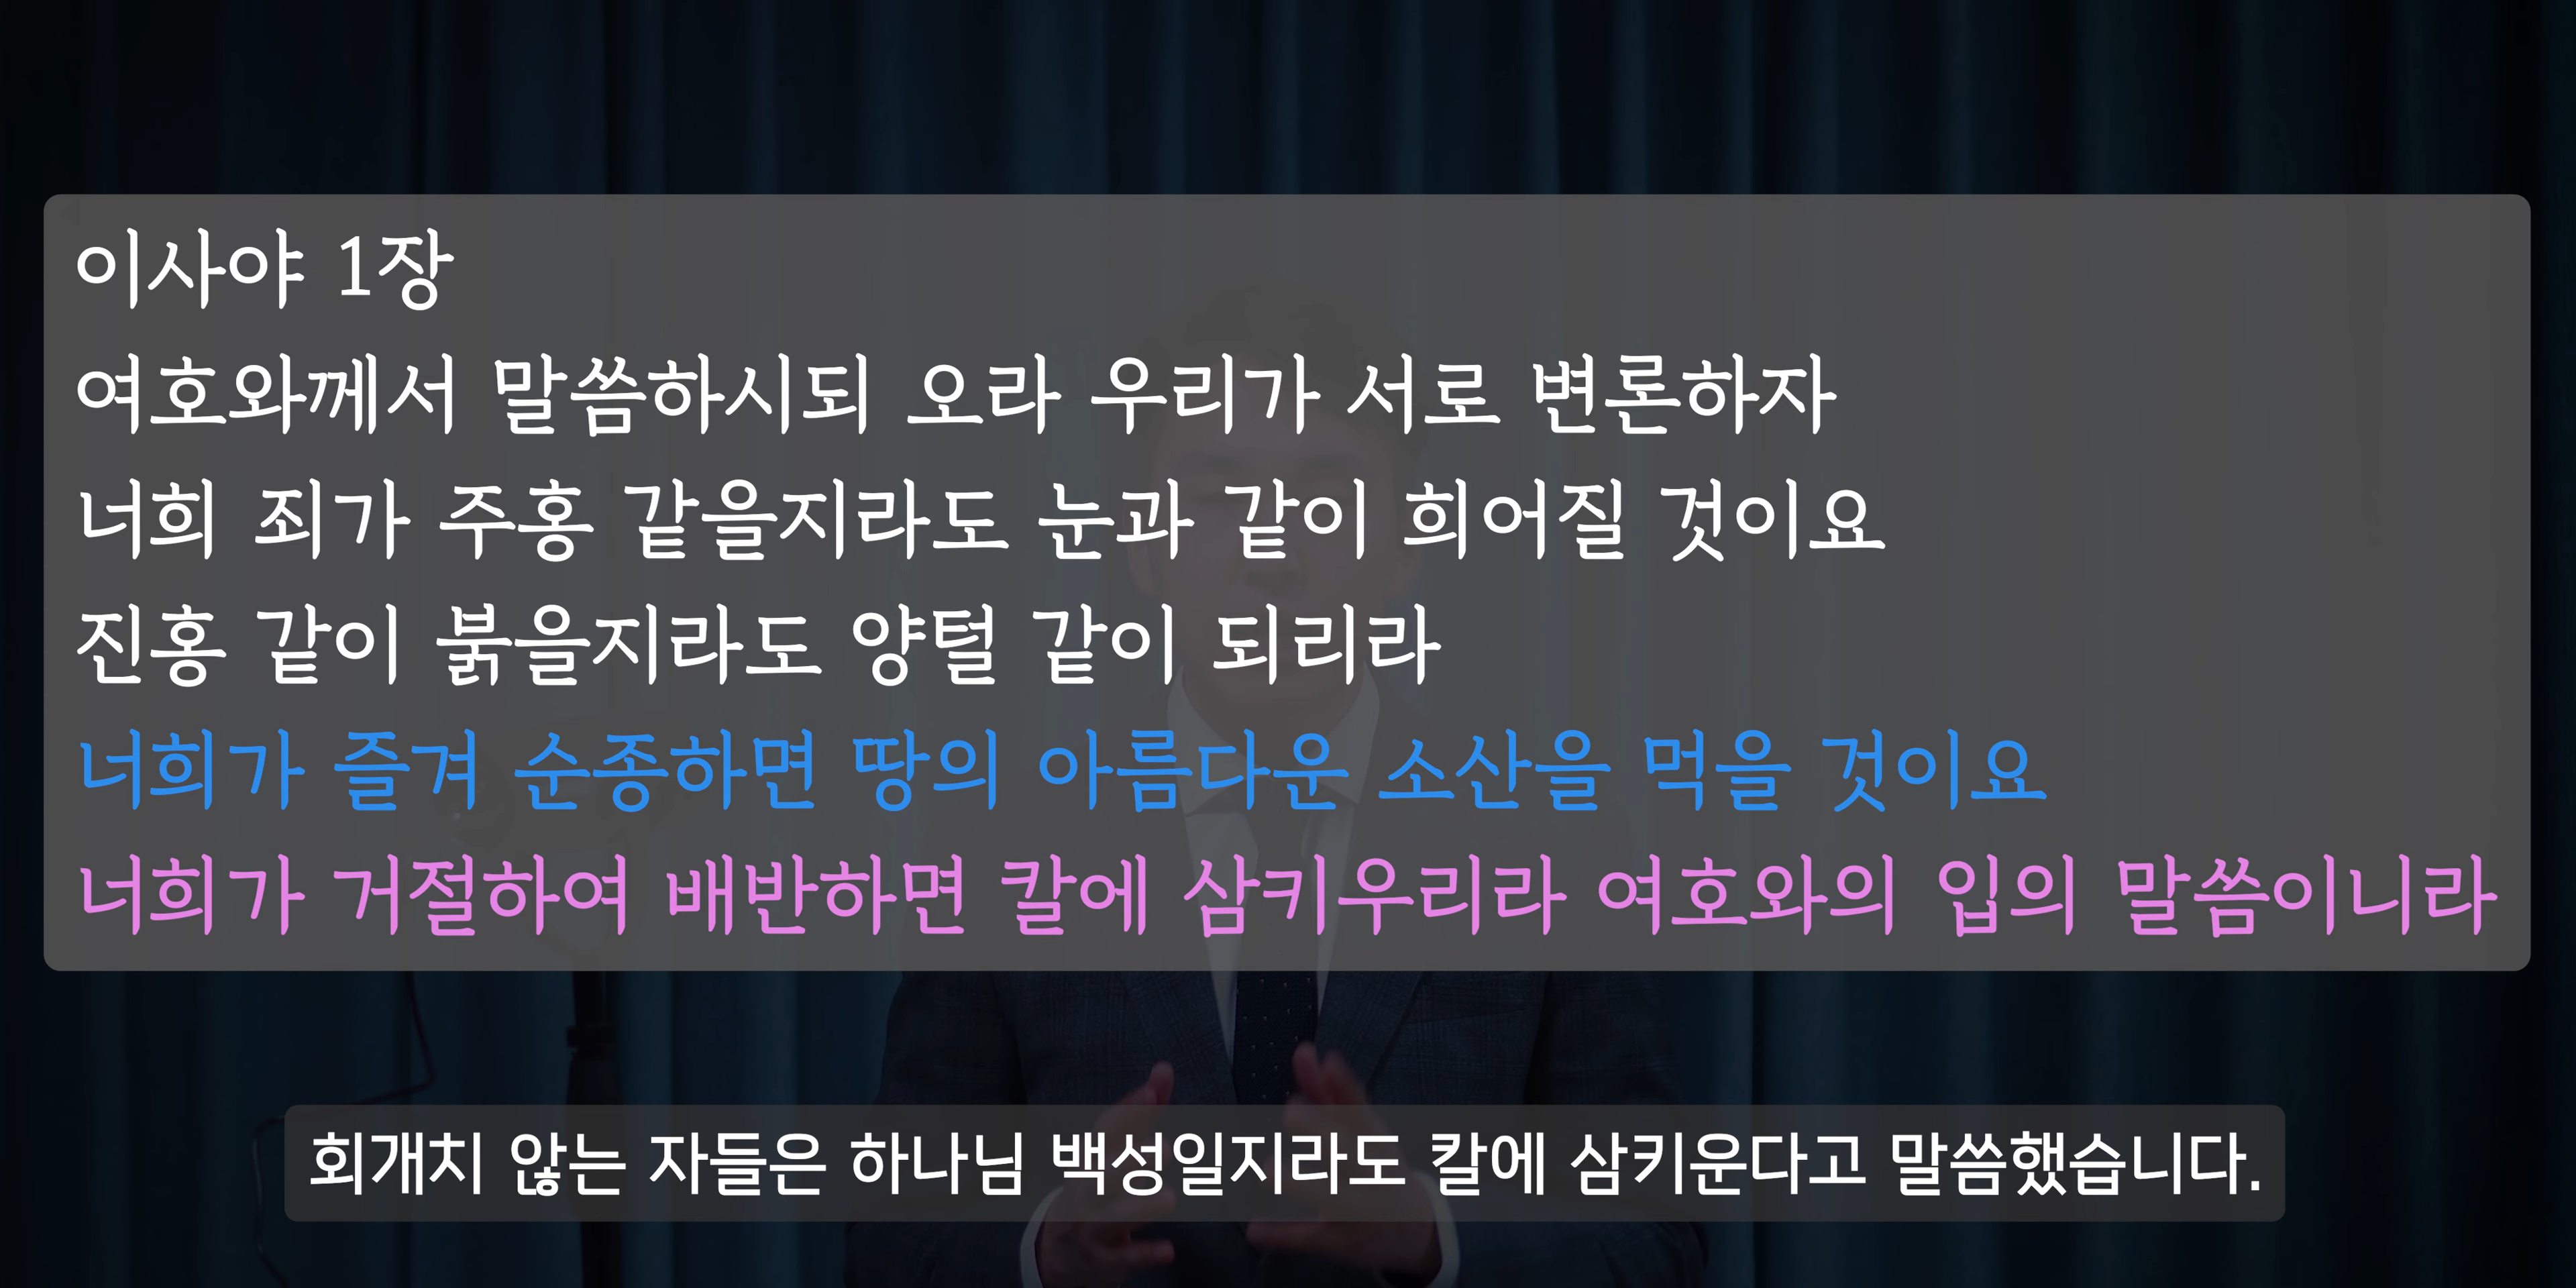 이사야 1장
여호와께서 말씀하시되 오라 우리가 서로 변론하자
너희 죄가 주홍 같을지라도 눈과 같이 희어질 것이요
진홍 같이 붉을지라도 양털 같이 되리라
너희가 즐겨 순종하면 땅의 아름다운 소산을 먹을 것이요
너희가 거절하여 배반하면 칼에 삼키우리라 여호와의 입의 말씀이니라
회개치 않는 자들은 하나님 백성일지라도 칼에 삼키운다고 말씀했습니다.